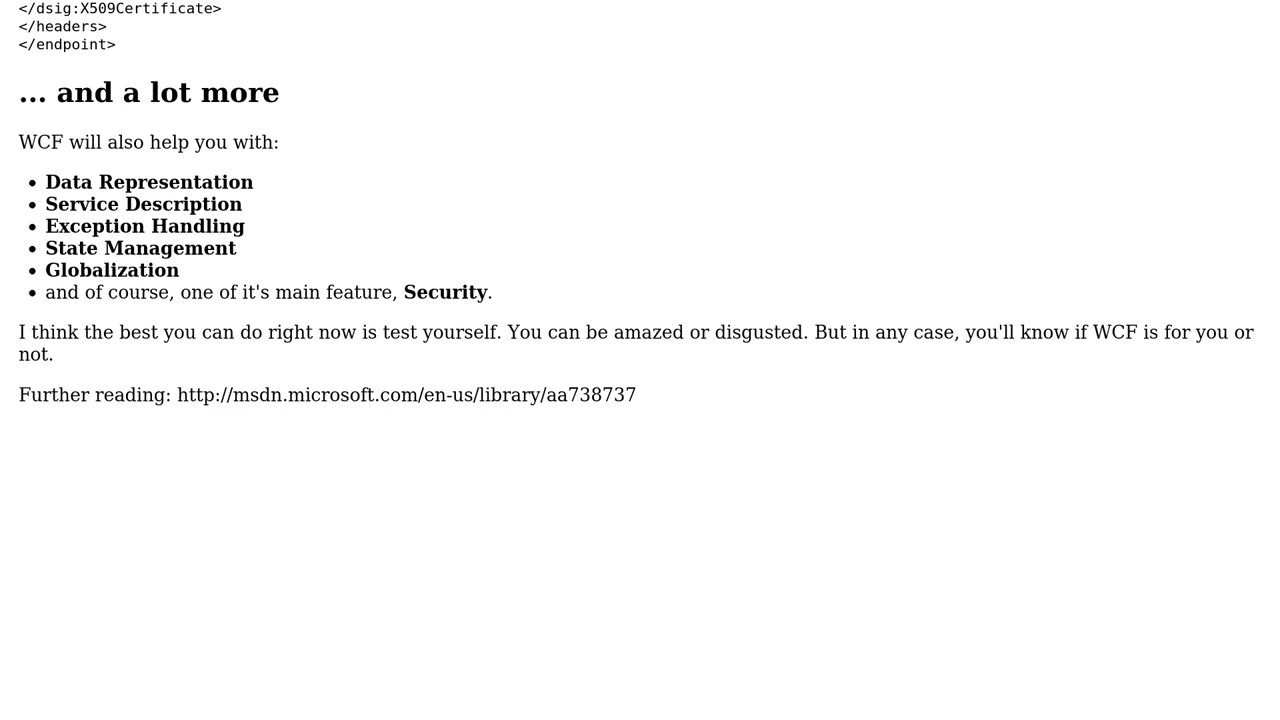 </dsig:X509Certificate>
</headers>
</endpoint>
... and a lot more
WCF will also help you with:
• Data Representation
• Service Description
• Exception Handling
• State Management
• Globalization
• and of course, one of it's main feature, Security.
I think the best you can do right now is test yourself. You can be amazed or disgusted. But in any case, you'll know if WCF is for you or
not.
Further reading: http://msdn.microsoft.com/en-us/library/aa738737